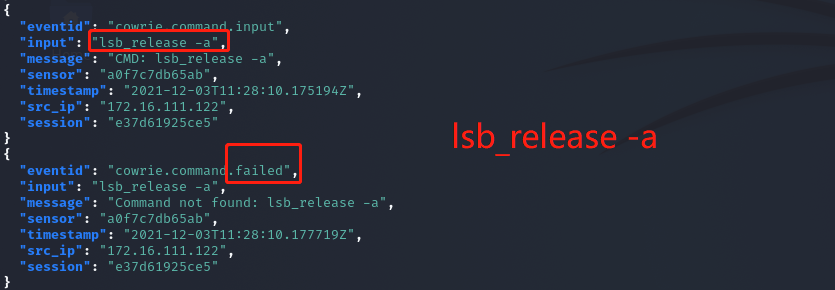 {
"eventid": "cowrie.command.input",
"input": "lsb_release -a",
"message": "CMD: lsb_release -a",
"sensor": "a0f7c7db65ab",
"timestamp": "2021-12-03T11:28:10.175194Z",
"src_ip": "172.16.111.122",
"session": "e37d61925ce5"
}
{
"eventid": "cowrie.command.failed",
"input": "lsb_release -a",
"message": "Command not found: lsb_release -a",
"sensor": "a0f7c7db65ab",
"timestamp": "2021-12-03T11:28:10.177719Z",
"src_ip": "172.16.111.122",
"session": "e37d61925ce5"
}
lsb_release -a